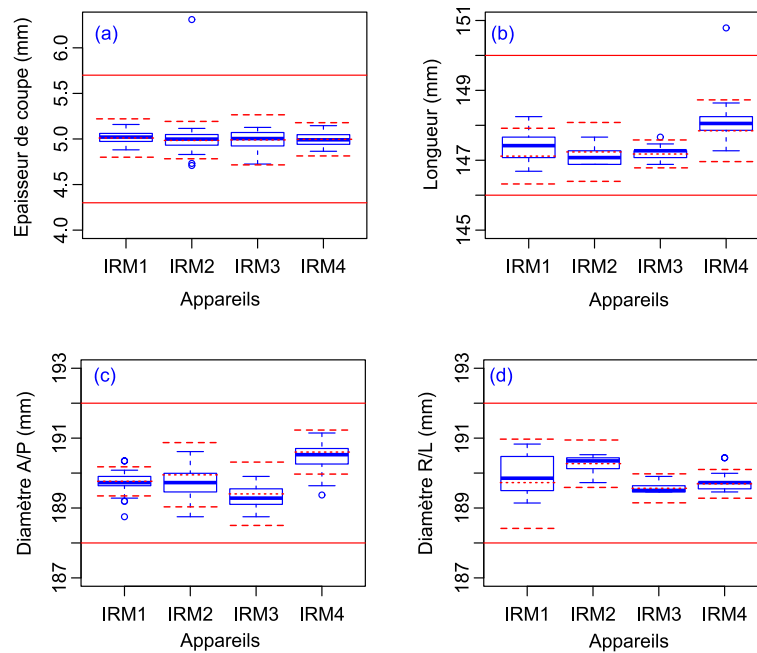 (a)
Epaisseur de coupe (mm)
6.0
5.5
5.0
4.5
4.0
IRM1 IRM2 IRM3 IRM4
Appareils
(b)
Longueur (mm)
151
149
147
145
IRM1 IRM2 IRM3 IRM4
Appareils
(c)
Diamètre A/P (mm)
193
191
189
187
IRM1 IRM2 IRM3 IRM4
Appareils
(d)
Diamètre R/L (mm)
193
191
189
187
IRM1 IRM2 IRM3 IRM4
Appareils